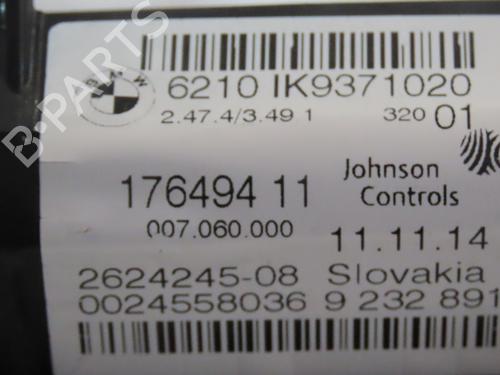 6210 IK9371020
2.47.4/3.49 1 320 01
176494 11 Johnson Controls
007.060.000 11.11.14
2624245-08 Slovakia
0024558036 9 232 891
B-PARTS
BMW